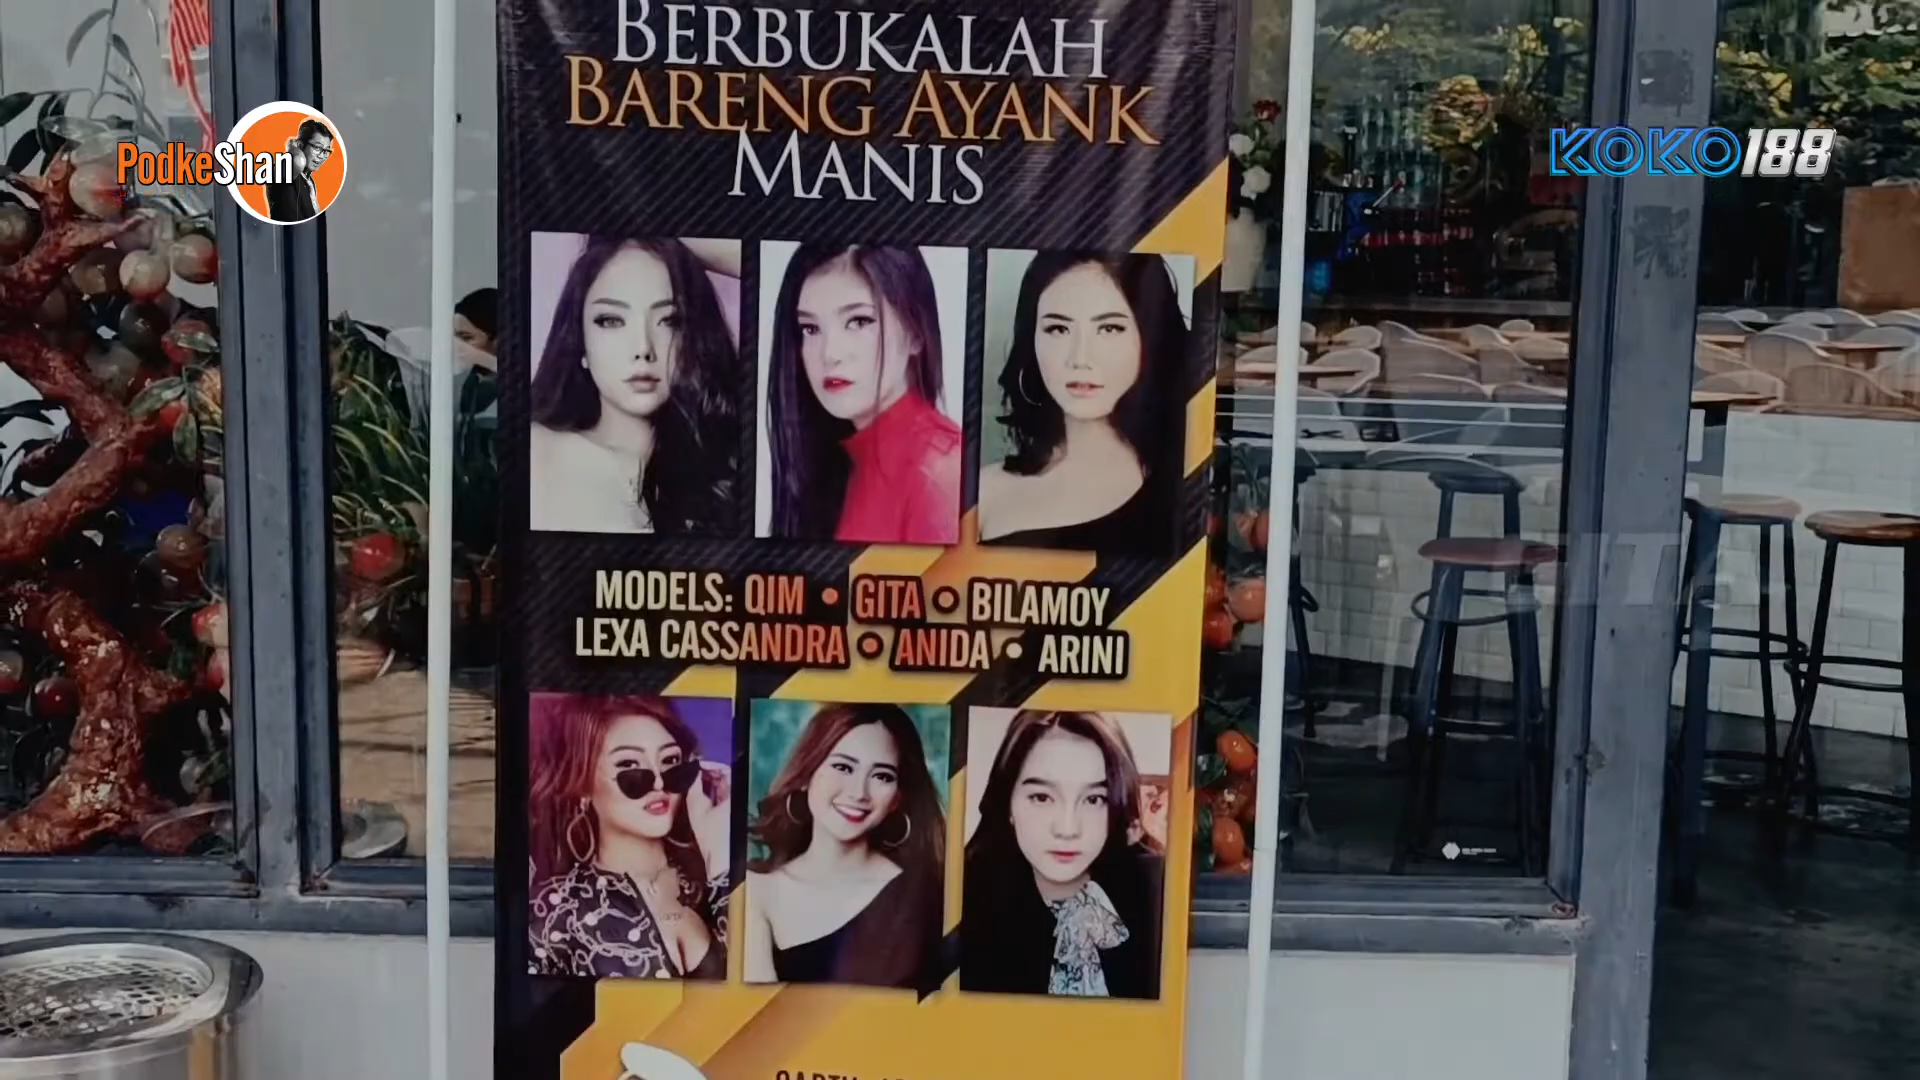 BERBUKALAH
BARENG AYANK
MANIS
PodkeShan
KOKO188
MODELS: QIM • GITA • BILAMOY
LEXA CASSANDRA • ANIDA • ARINI